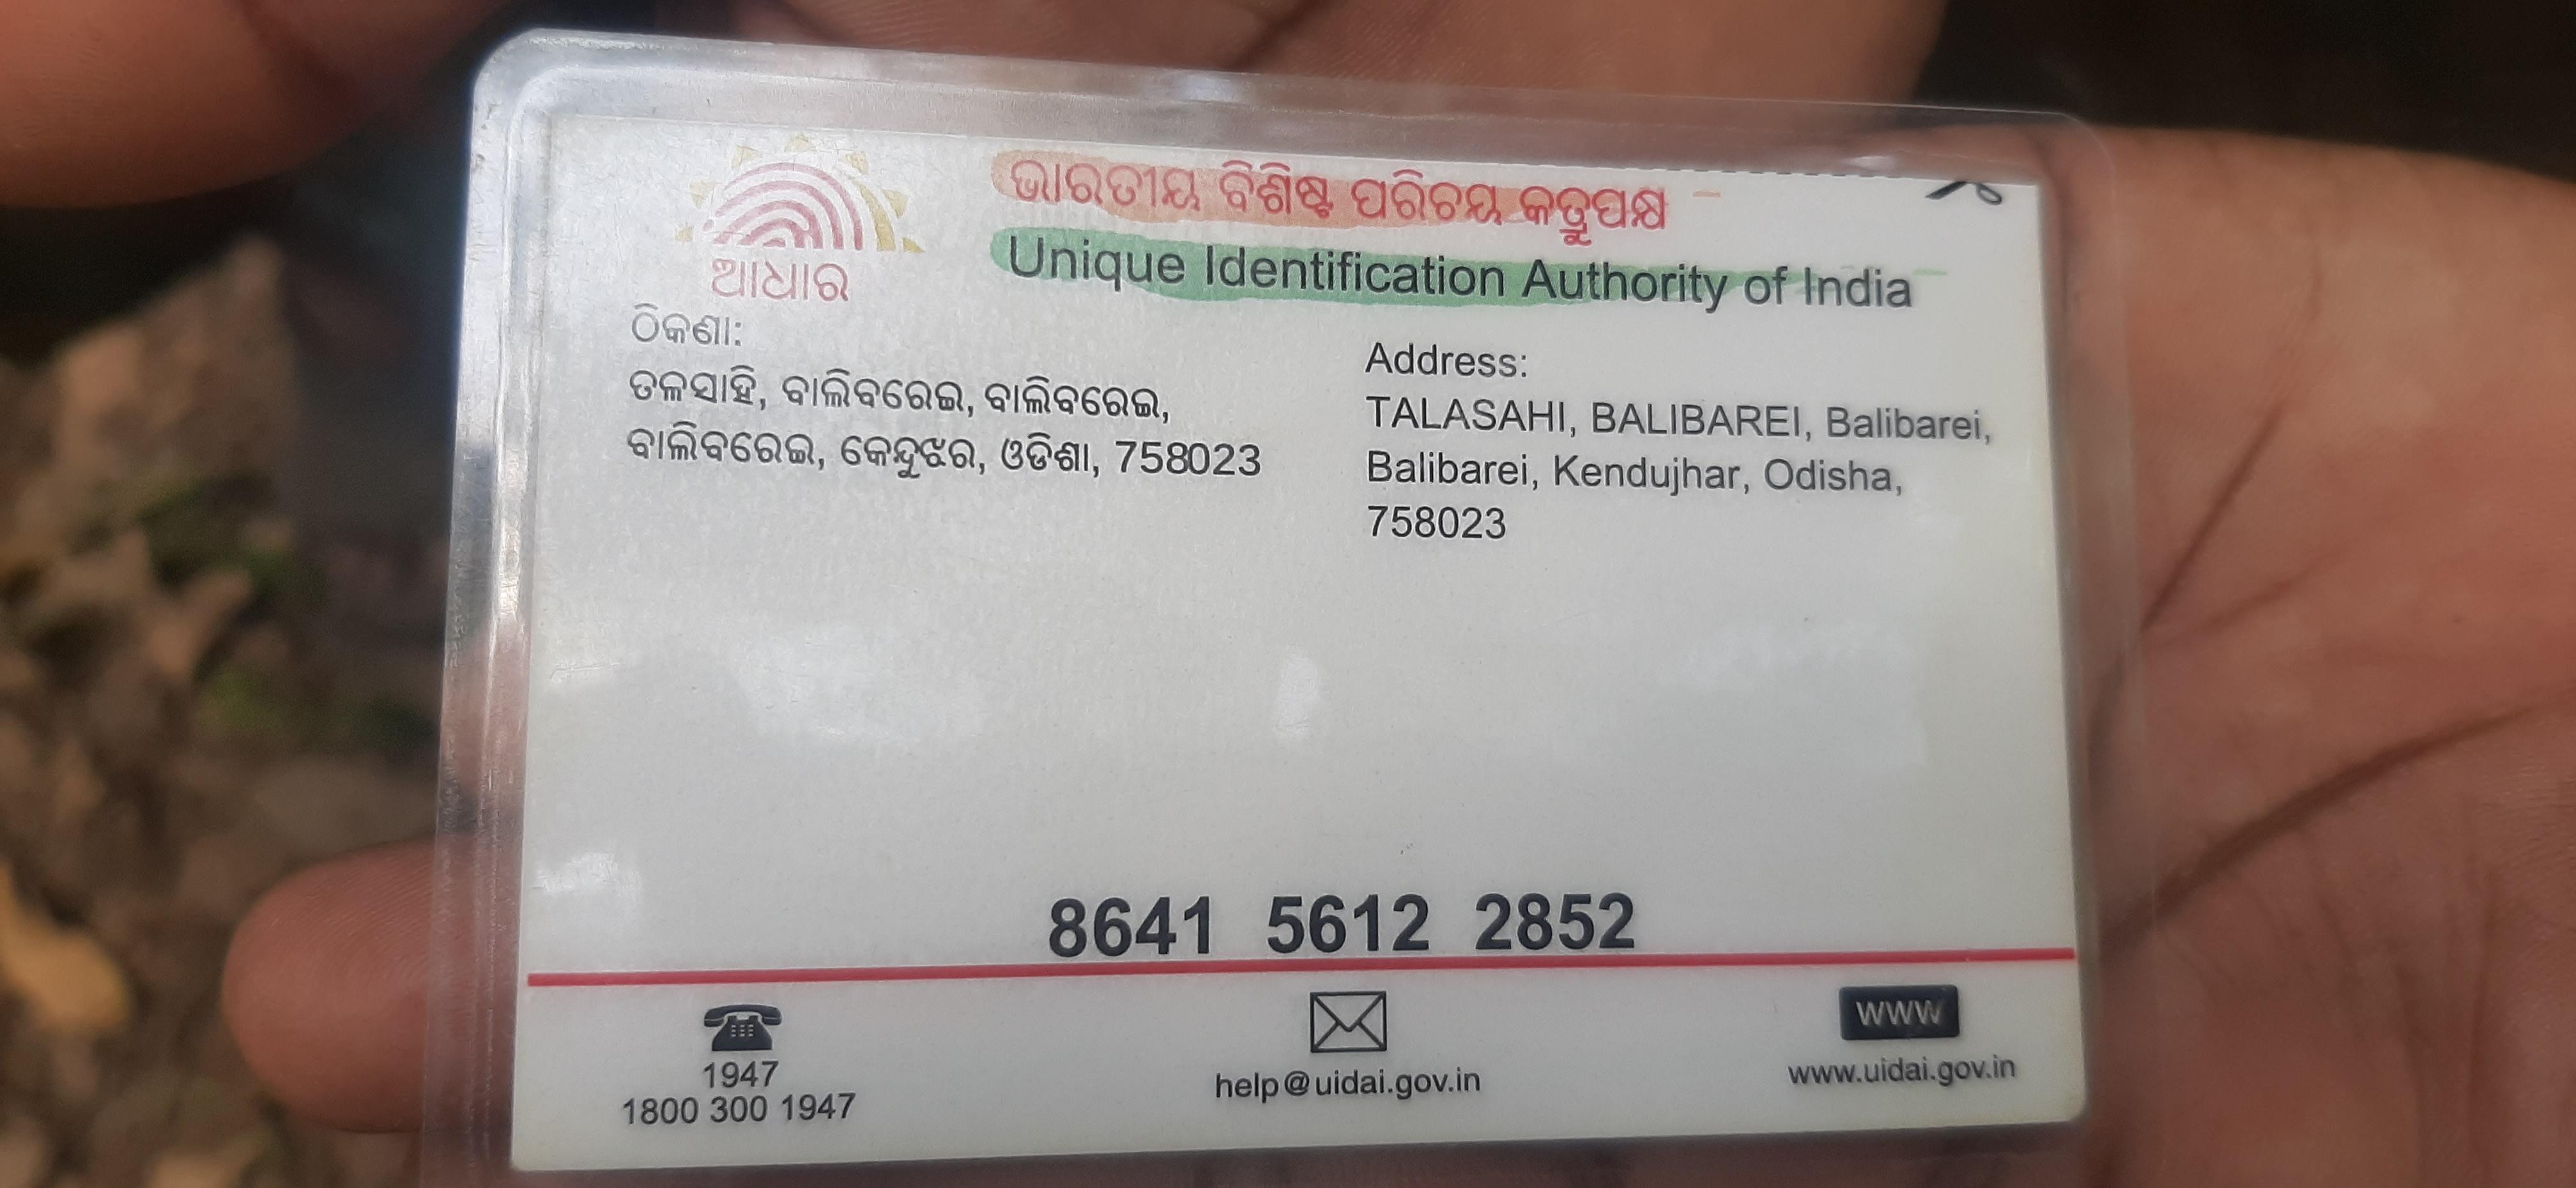 ଭାରତୀୟ ବିଶିଷ୍ଟ ପରିଚୟ କର୍ତ୍ତୃପକ୍ଷ
Unique Identification Authority of India
ଆଧାର
ଠିକଣା:
ତଳସାହି, ବାଲିବରେଇ, ବାଲିବରେଇ,
ବାଲିବରେଇ, କେନ୍ଦୁଝର, ଓଡିଶା, 758023
Address:
TALASAHI, BALIBAREI, Balibarei,
Balibarei, Kendujhar, Odisha,
758023
8641 5612 2852
1947
1800 300 1947
help@uidai.gov.in
WWW
www.uidai.gov.in